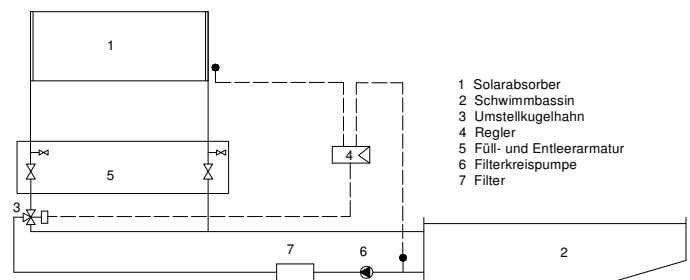 1
1 Solarabsorber
2 Schwimmbassin
3 Umstellkugelhahn
4 Regler
5 Füll- und Entleerarmatur
6 Filterkreispumpe
7 Filter
4
5
3
7
6
2